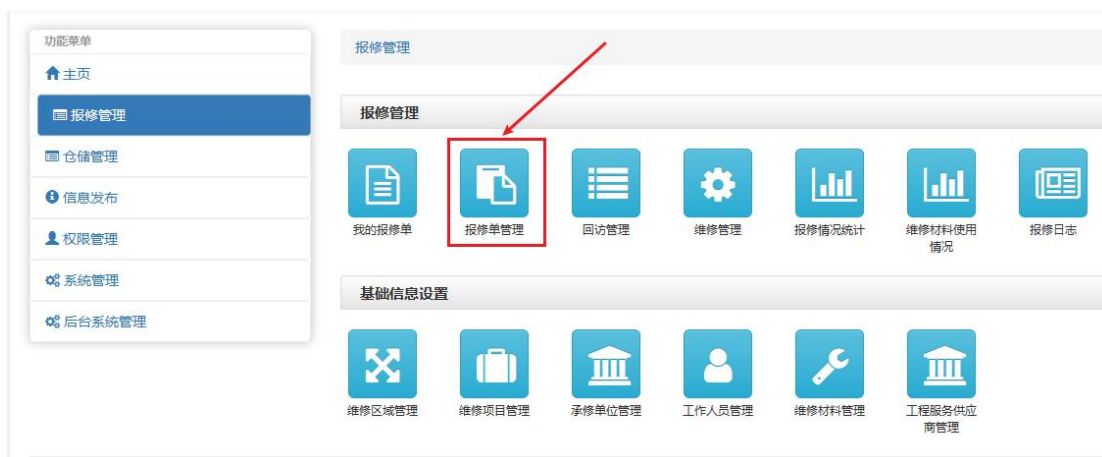 功能菜单
主页
报修管理
仓储管理
信息发布
权限管理
系统管理
后台系统管理
报修管理
报修管理
我的报修单
报修单管理
回访管理
维修管理
报修情况统计
维修材料使用
情况
报修日志
基础信息设置
维修区域管理
维修项目管理
承修单位管理
工作人员管理
维修材料管理
工程服务供应
商管理